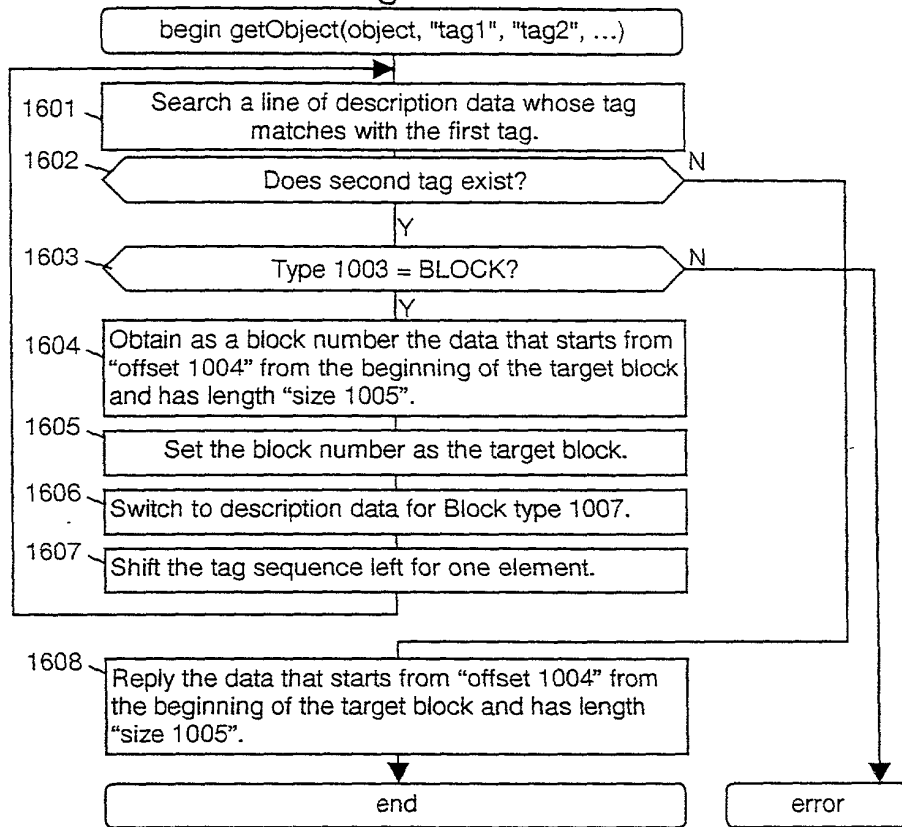 begin getObject(object, "tag1", "tag2", ...)
1601
Search a line of description data whose tag
matches with the first tag.
1602
N
Does second tag exist?
Y
1603
N
Type 1003 = BLOCK?
Y
1604
Obtain as a block number the data that starts from
“offset 1004” from the beginning of the target block
and has length “size 1005”.
1605
Set the block number as the target block.
1606
Switch to description data for Block type 1007.
1607
Shift the tag sequence left for one element.
1608
Reply the data that starts from “offset 1004” from
the beginning of the target block and has length
“size 1005”.
end
error